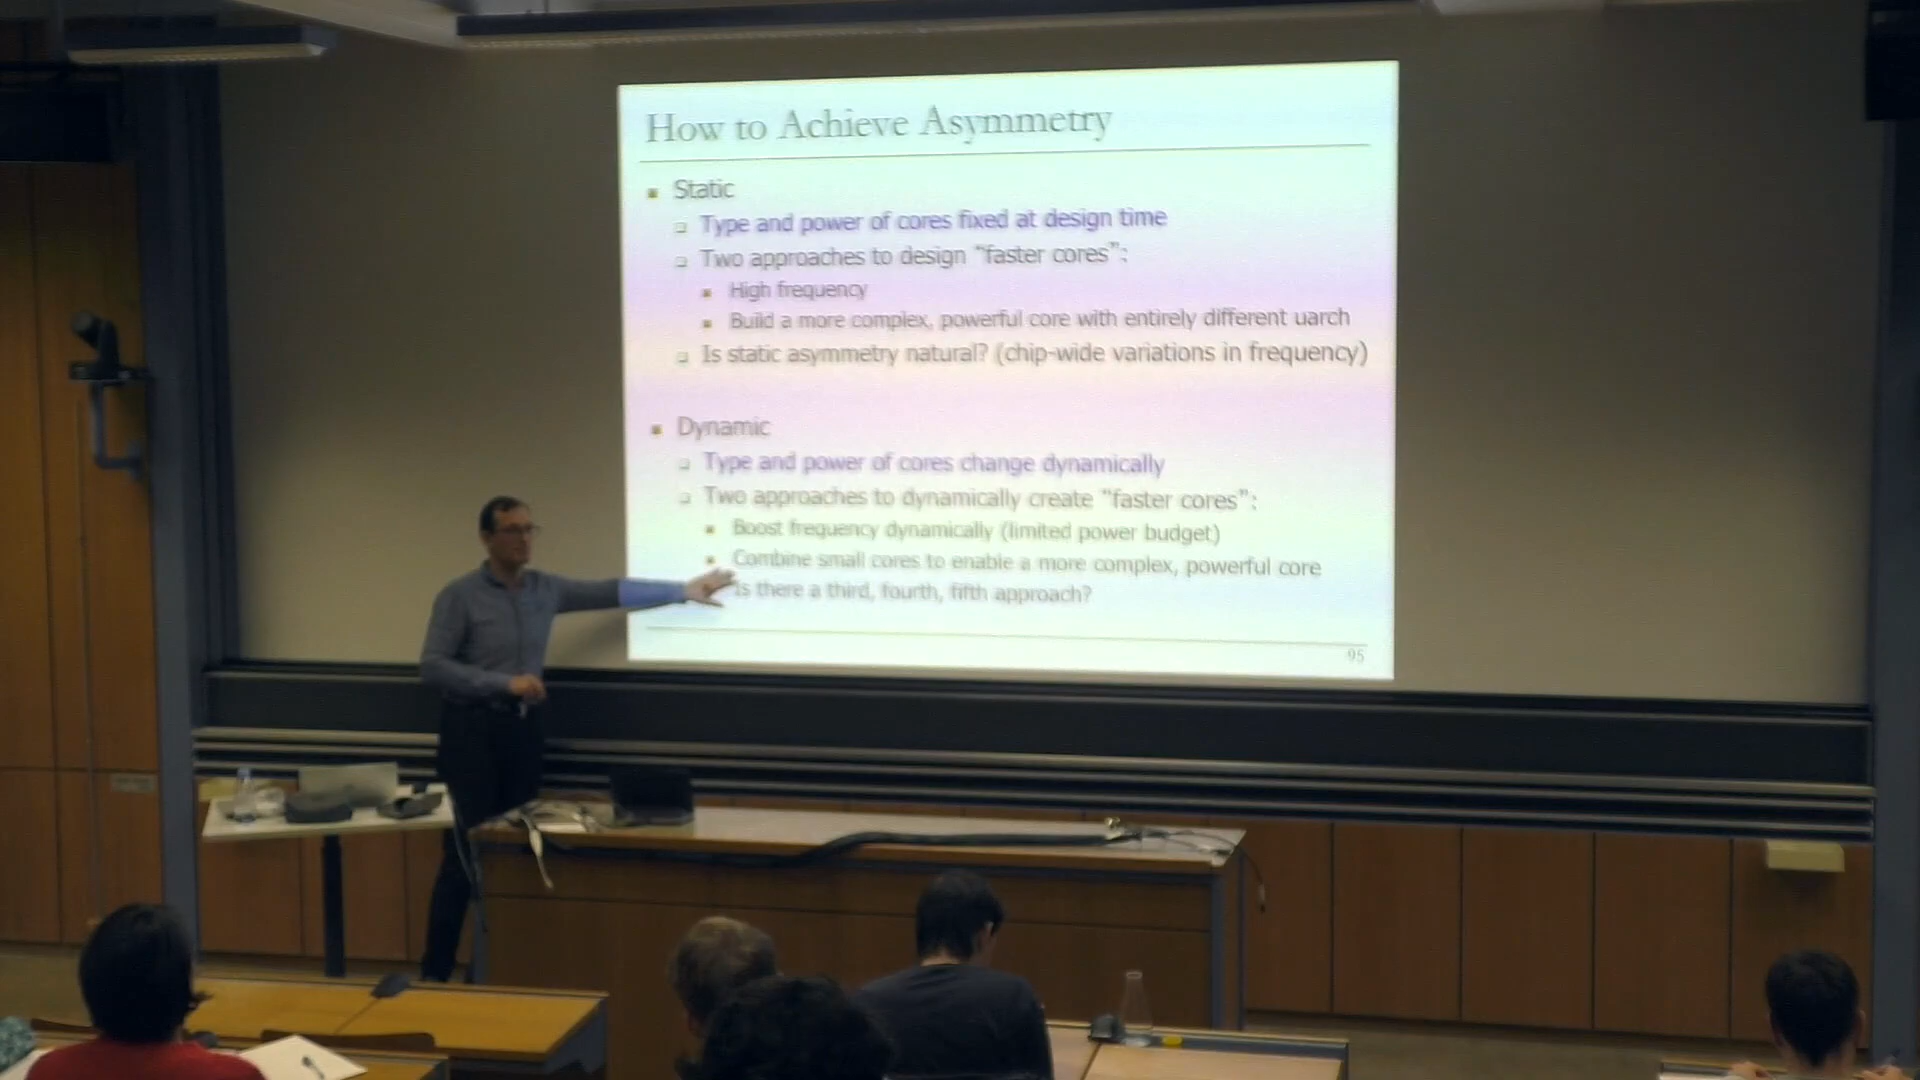 How to Achieve Asymmetry
Static
Type and power of cores fixed at design time
Two approaches to design "faster cores":
High frequency
Build a more complex, powerful core with entirely different uarch
Is static asymmetry natural? (chip-wide variations in frequency)
Dynamic
Type and power of cores change dynamically
Two approaches to dynamically create "faster cores":
Boost frequency dynamically (limited power budget)
Combine small cores to enable a more complex, powerful core
Is there a third, fourth, fifth approach?
95